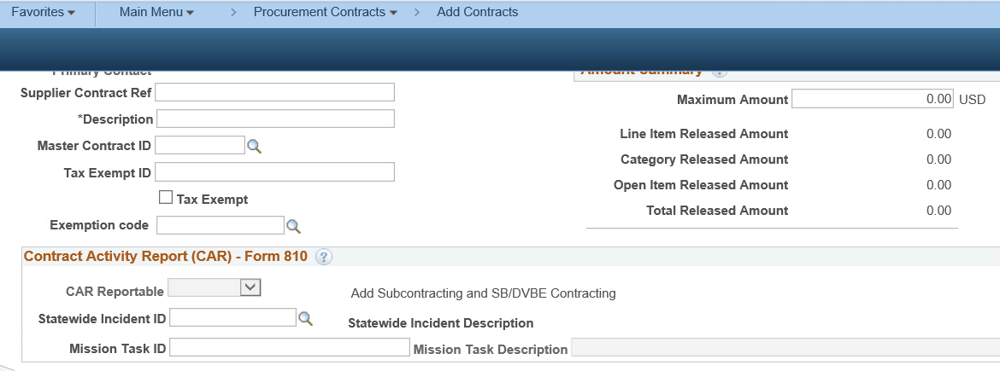 Favorites Main Menu > Procurement Contracts > Add Contracts
Primary Contact
Amount Summary ?
Supplier Contract Ref
Maximum Amount 0.00 USD
*Description
Line Item Released Amount 0.00
Master Contract ID
Category Released Amount 0.00
Tax Exempt ID
Open Item Released Amount 0.00
Tax Exempt
Total Released Amount 0.00
Exemption code
Contract Activity Report (CAR) - Form 810 ?
CAR Reportable
Add Subcontracting and SB/DVBE Contracting
Statewide Incident ID
Statewide Incident Description
Mission Task ID
Mission Task Description